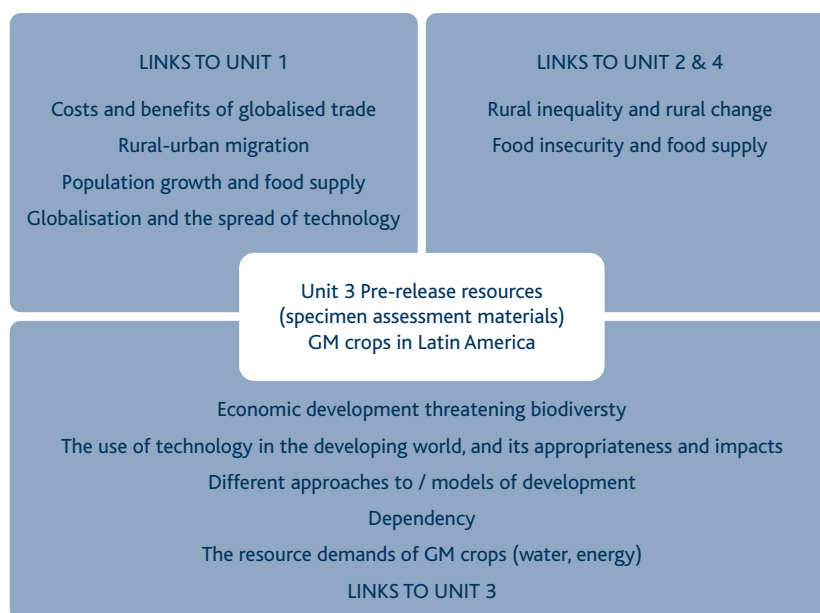 LINKS TO UNIT 1
Costs and benefits of globalised trade
Rural-urban migration
Population growth and food supply
Globalisation and the spread of technology
LINKS TO UNIT 2 & 4
Rural inequality and rural change
Food insecurity and food supply
Unit 3 Pre-release resources
(specimen assessment materials)
GM crops in Latin America
Economic development threatening biodiversty
The use of technology in the developing world, and its appropriateness and impacts
Different approaches to / models of development
Dependency
The resource demands of GM crops (water, energy)
LINKS TO UNIT 3